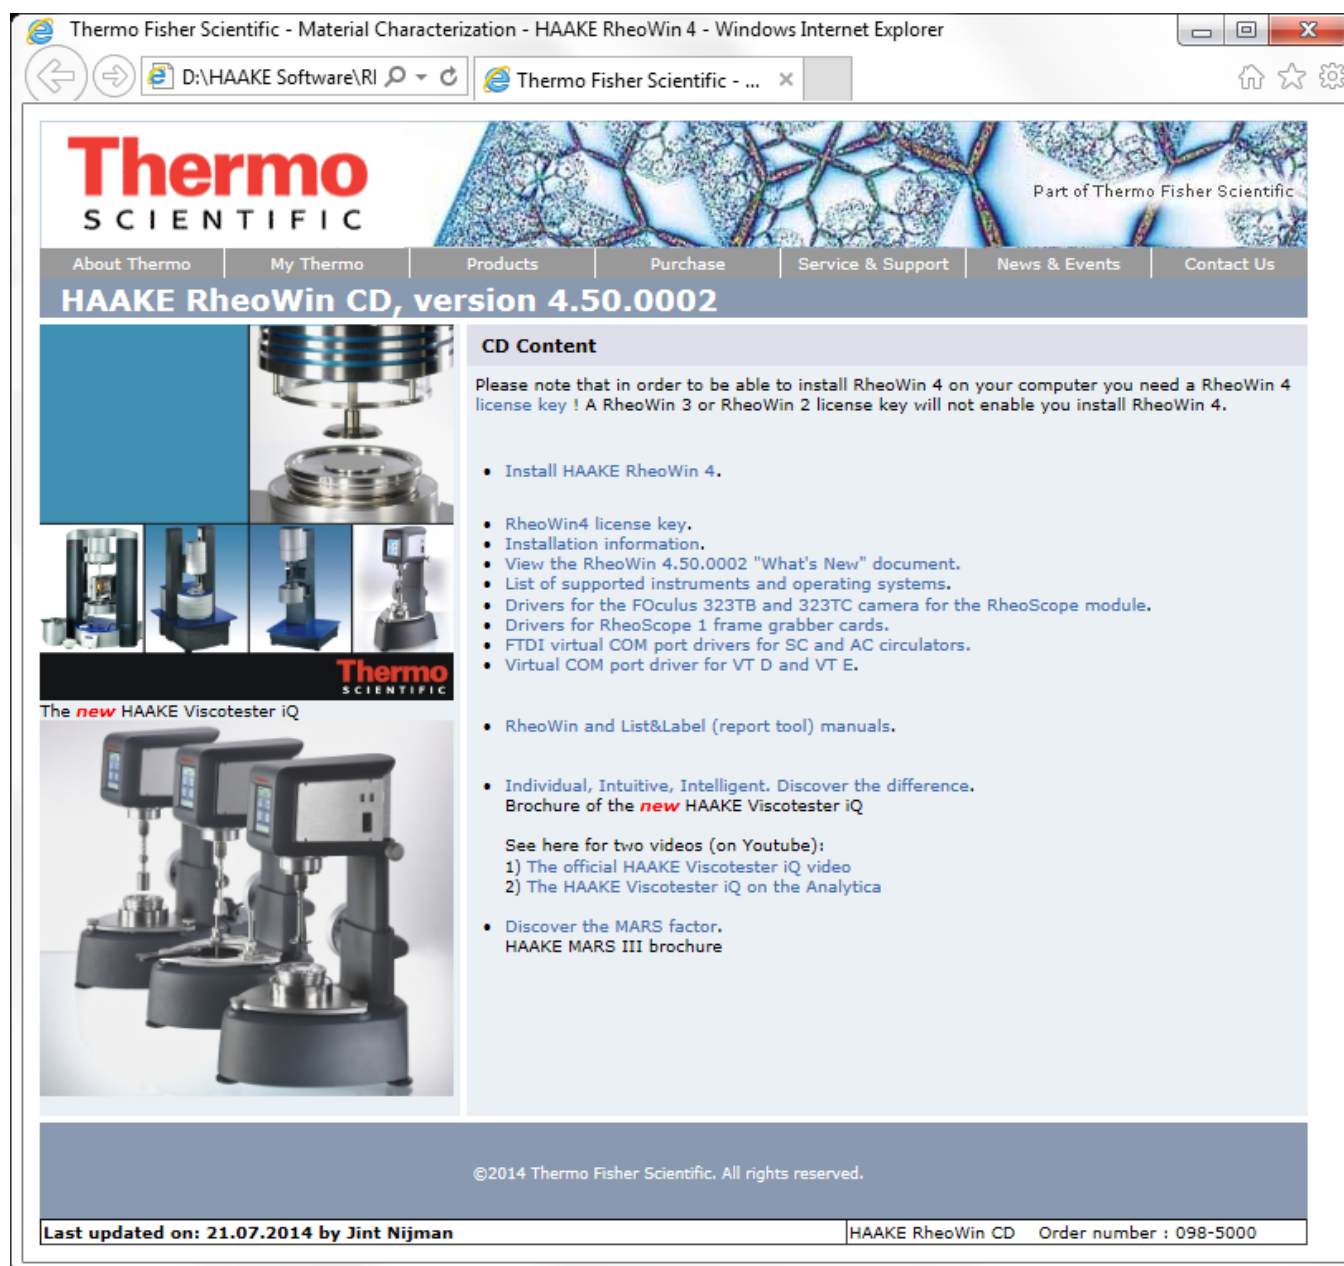 Thermo Fisher Scientific - Material Characterization - HAAKE RheoWin 4 - Windows Internet Explorer
D:\HAAKE Software\RI
Thermo Fisher Scientific - ...
Thermo
SCIENTIFIC
Part of Thermo Fisher Scientific
About Thermo My Thermo Products Purchase Service & Support News & Events Contact Us
HAAKE RheoWin CD, version 4.50.0002
CD Content
Please note that in order to be able to install RheoWin 4 on your computer you need a RheoWin 4
license key ! A RheoWin 3 or RheoWin 2 license key will not enable you install RheoWin 4.
• Install HAAKE RheoWin 4.
• RheoWin4 license key.
• Installation information.
• View the RheoWin 4.50.0002 "What's New" document.
• List of supported instruments and operating systems.
• Drivers for the FOculus 323TB and 323TC camera for the RheoScope module.
• Drivers for RheoScope 1 frame grabber cards.
• FTDI virtual COM port drivers for SC and AC circulators.
• Virtual COM port driver for VT D and VT E.
Thermo
SCIENTIFIC
The new HAAKE Viscotester iQ
• RheoWin and List&Label (report tool) manuals.
• Individual, Intuitive, Intelligent. Discover the difference.
Brochure of the new HAAKE Viscotester iQ
See here for two videos (on Youtube):
1) The official HAAKE Viscotester iQ video
2) The HAAKE Viscotester iQ on the Analytica
• Discover the MARS factor.
HAAKE MARS III brochure
©2014 Thermo Fisher Scientific. All rights reserved.
Last updated on: 21.07.2014 by Jint Nijman
HAAKE RheoWin CD Order number : 098-5000